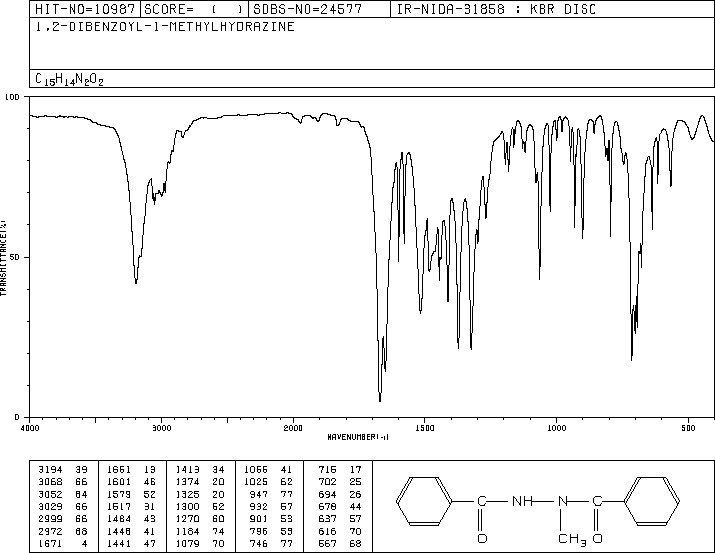 HIT-NO=10987 SCORE= ( ) SDBS-NO=24577 IR-NIDA-31858 : KBR DISC
1,2-DIBENZOYL-1-METHYLHYDRAZINE
C15H14N2O2
100
50
0
TRANSMITTANCE(%)
4000 3000 2000 1500 1000 500
WAVENUMBER(-1)
3194 39 1651 13 1413 34 1066 41 716 17
3068 66 1601 46 1374 20 1025 62 702 25
3052 64 1579 52 1325 20 947 77 694 26
3029 66 1517 31 1300 52 932 57 678 44
2999 66 1484 43 1270 60 901 53 637 57
2972 68 1448 41 1184 74 796 53 616 70
1671 4 1441 47 1079 70 746 77 567 68
C NH N C
O CH3 O